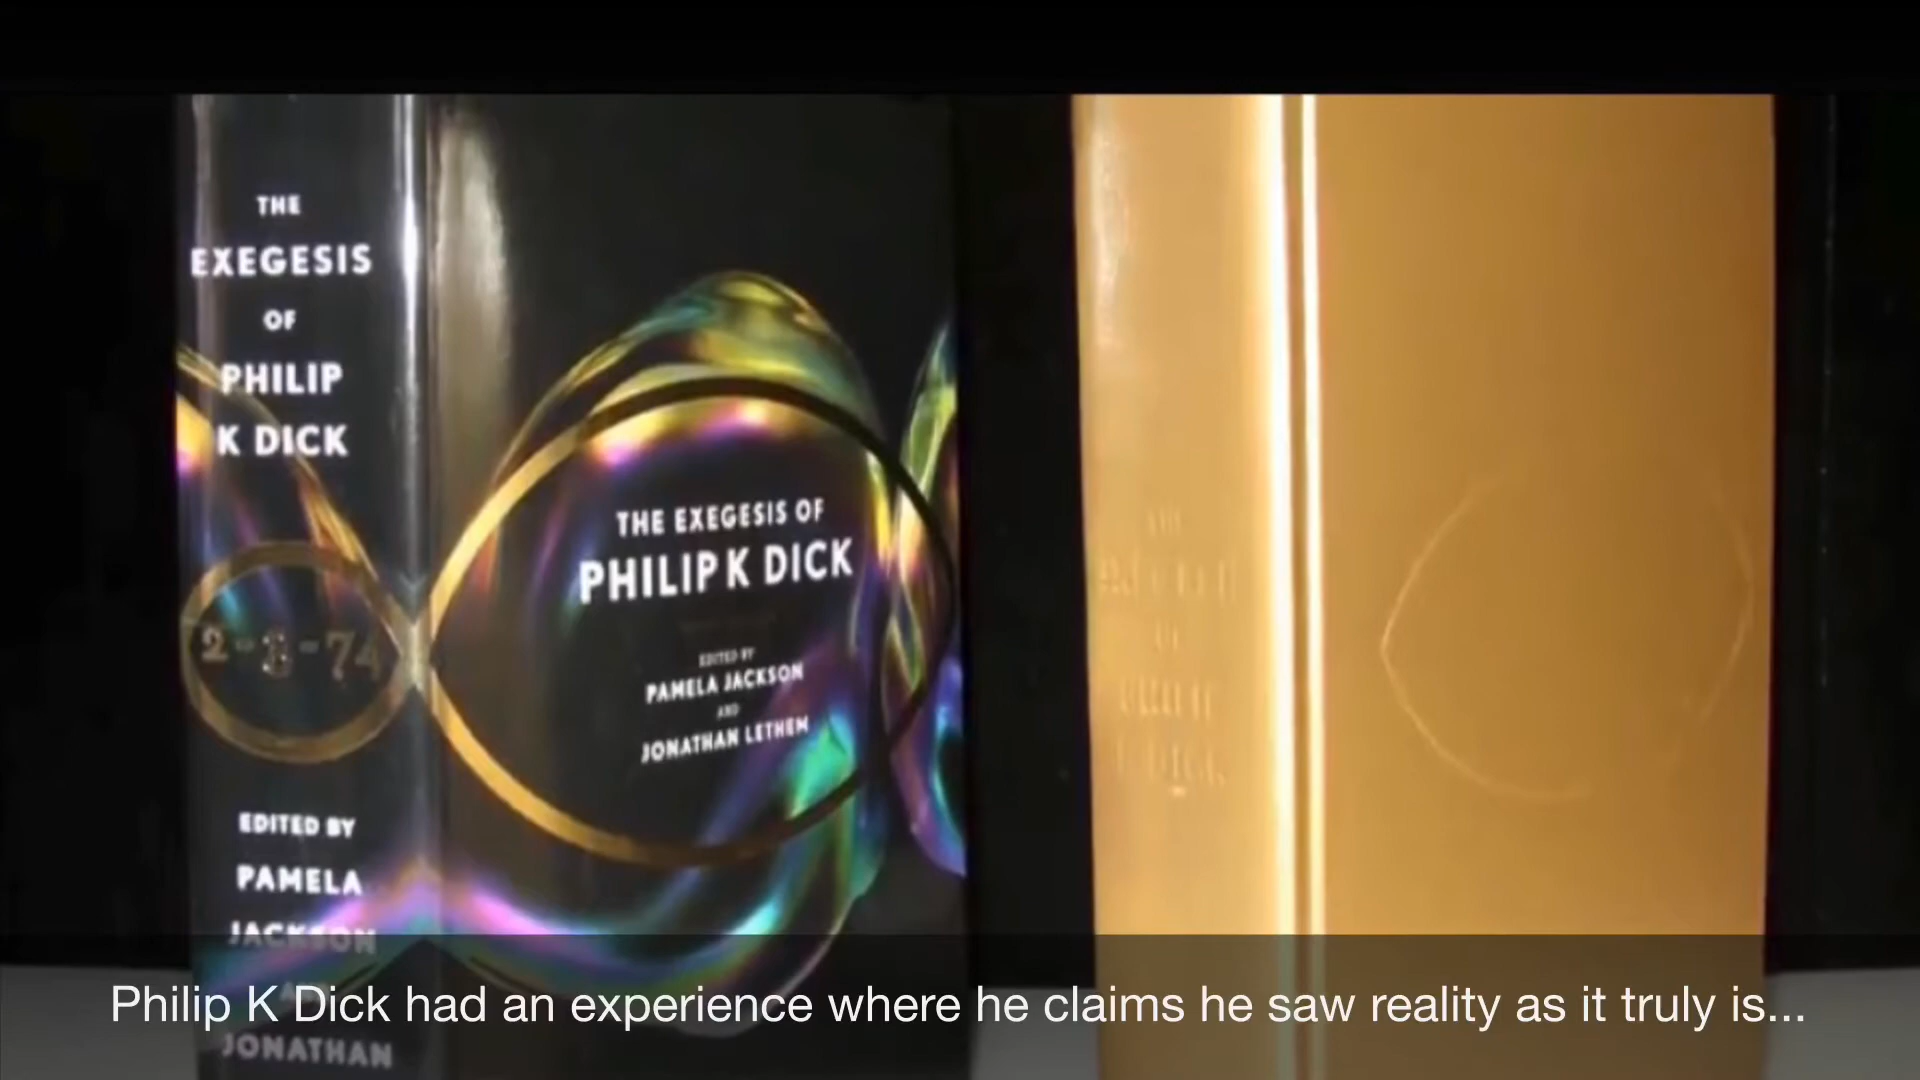 THE
EXEGESIS
OF
PHILIP
K DICK
2-3-74
EDITED BY
PAMELA
JACKSON
JONATHAN
THE EXEGESIS OF
PHILIP K DICK
EDITED BY
PAMELA JACKSON
AND
JONATHAN LETHEM
Philip K Dick had an experience where he claims he saw reality as it truly is...